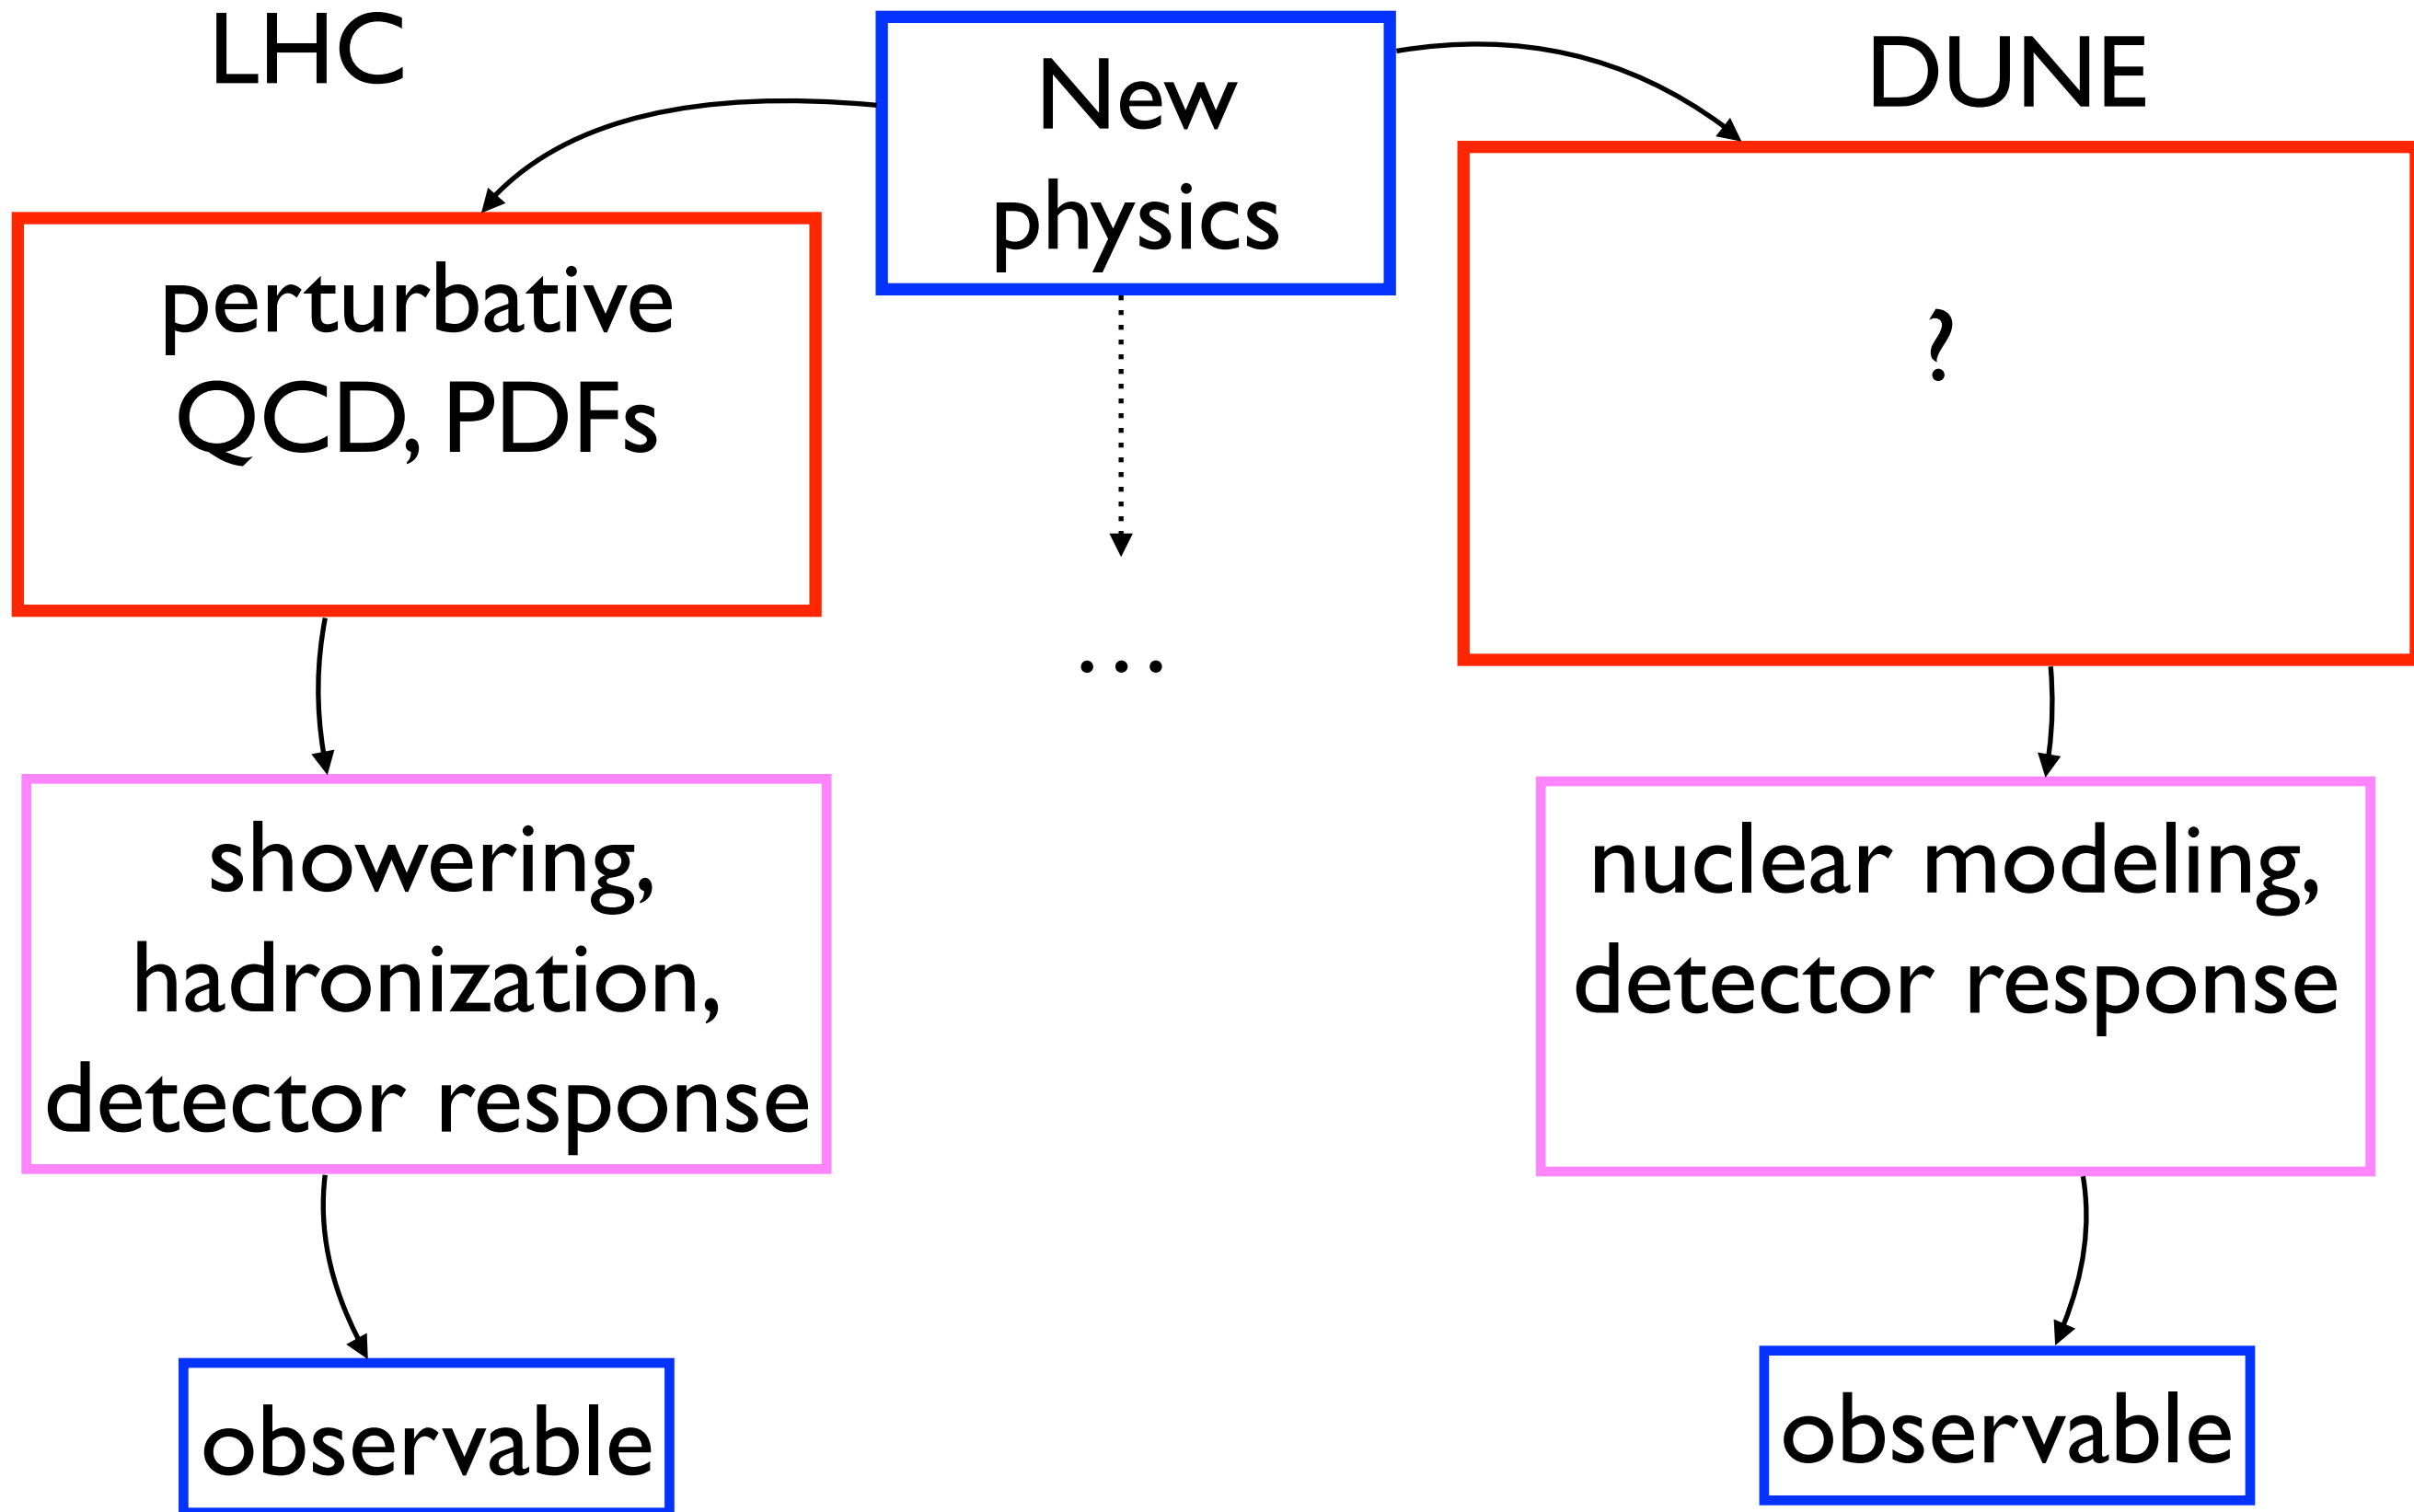 LHC
New
physics
DUNE
perturbative
QCD, PDFs
?
...
showering,
hadronization,
detector response
nuclear modeling,
detector response
observable
observable